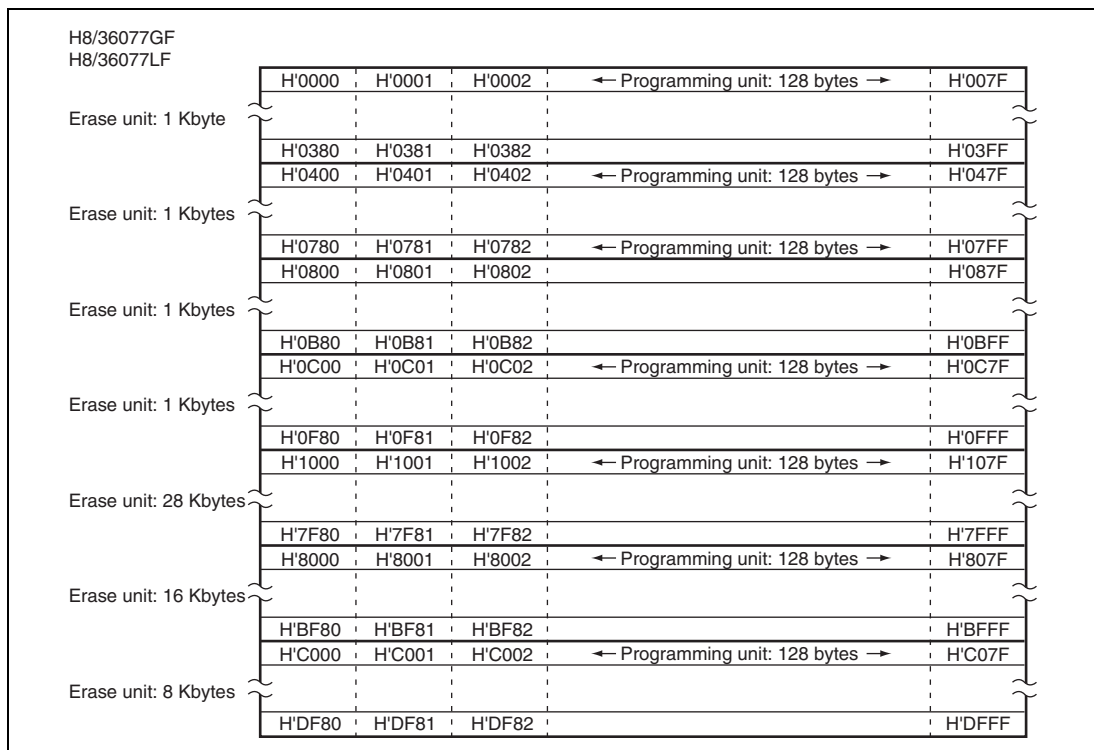 H8/36077GF
H8/36077LF
H'0000 H'0001 H'0002 ← Programming unit: 128 bytes → H'007F
Erase unit: 1 Kbyte
H'0380 H'0381 H'0382 H'03FF
H'0400 H'0401 H'0402 ← Programming unit: 128 bytes → H'047F
Erase unit: 1 Kbytes
H'0780 H'0781 H'0782 ← Programming unit: 128 bytes → H'07FF
H'0800 H'0801 H'0802 H'087F
Erase unit: 1 Kbytes
H'0B80 H'0B81 H'0B82 H'0BFF
H'0C00 H'0C01 H'0C02 ← Programming unit: 128 bytes → H'0C7F
Erase unit: 1 Kbytes
H'0F80 H'0F81 H'0F82 H'0FFF
H'1000 H'1001 H'1002 ← Programming unit: 128 bytes → H'107F
Erase unit: 28 Kbytes
H'7F80 H'7F81 H'7F82 H'7FFF
H'8000 H'8001 H'8002 ← Programming unit: 128 bytes → H'807F
Erase unit: 16 Kbytes
H'BF80 H'BF81 H'BF82 H'BFFF
H'C000 H'C001 H'C002 ← Programming unit: 128 bytes → H'C07F
Erase unit: 8 Kbytes
H'DF80 H'DF81 H'DF82 H'DFFF